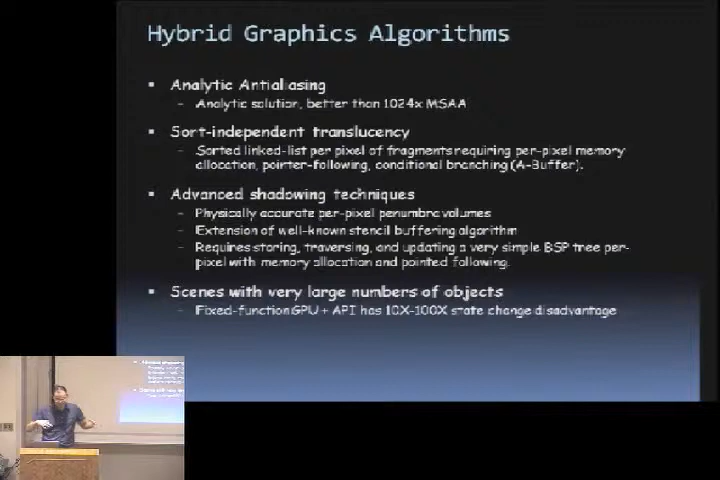 Hybrid Graphics Algorithms
Analytic Antialiasing
- Analytic solution, better than 1024x MSAA
Sort-independent translucency
- Sorted linked-list per pixel of fragments requiring per-pixel memory
allocation, pointer-following, conditional branching (A-Buffer).
Advanced shadowing techniques
- Physically accurate per-pixel penumbra volumes
- Extension of well-known stencil buffering algorithm
- Requires storing, traversing, and updating a very simple BSP tree per-
pixel with memory allocation and pointed following.
Scenes with very large numbers of objects
- Fixed-function GPU + API has 10X-100X state change disadvantage